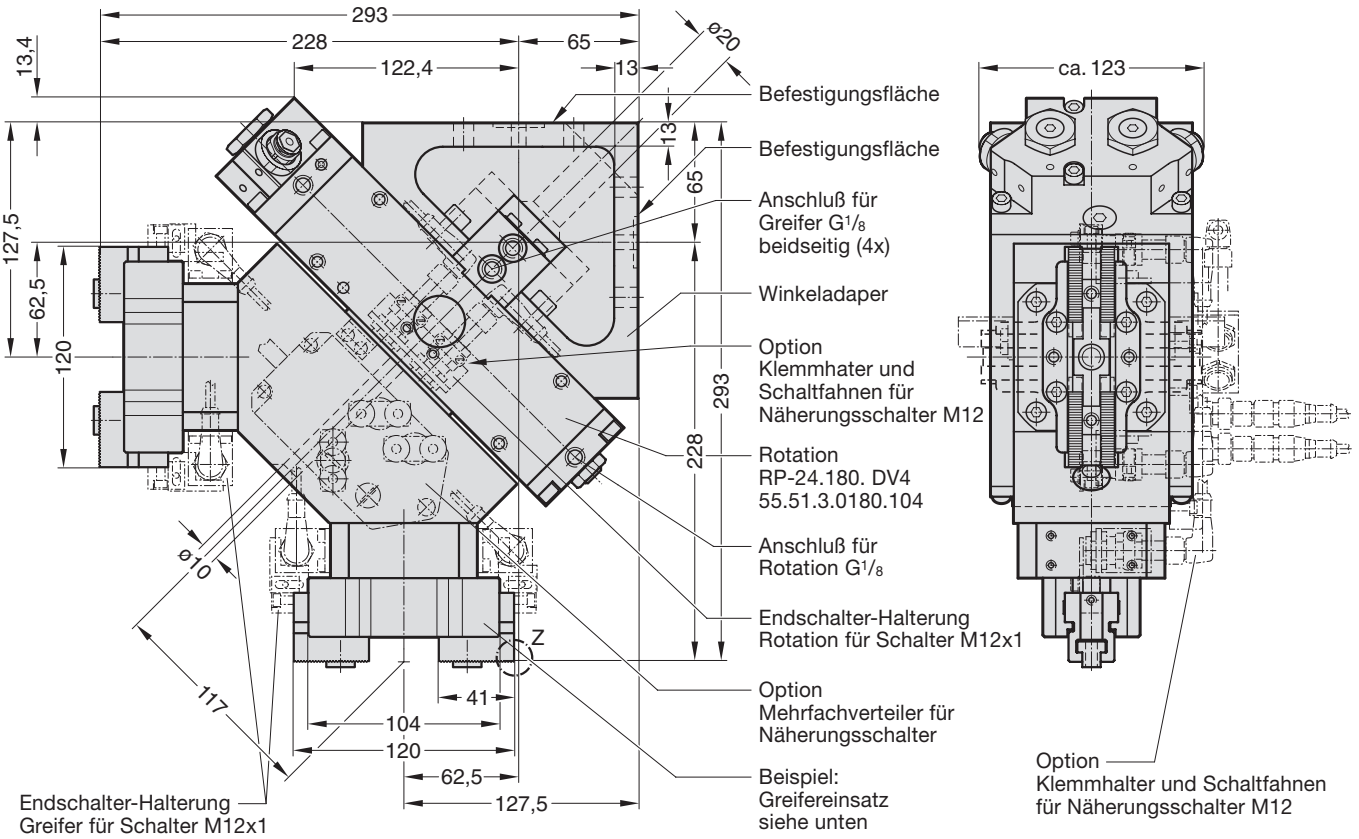 293
228
65
122,4
13
ø20
13,4
ca. 123
Befestigungsfläche
13
Befestigungsfläche
65
Anschluß für
Greifer G1/8
beidseitig (4x)
127,5
62,5
120
Winkeladaper
Option
Klemmhater und
Schaltfahnen für
Näherungsschalter M12
293
228
Rotation
RP-24.180. DV4
55.51.3.0180.104
Anschluß für
Rotation G1/8
ø10
Endschalter-Halterung
Rotation für Schalter M12x1
Z
117
41
104
120
62,5
127,5
Option
Mehrfachverteiler für
Näherungsschalter
Beispiel:
Greifereinsatz
siehe unten
Option
Klemmhalter und Schaltfahnen
für Näherungsschalter M12
Endschalter-Halterung
Greifer für Schalter M12x1